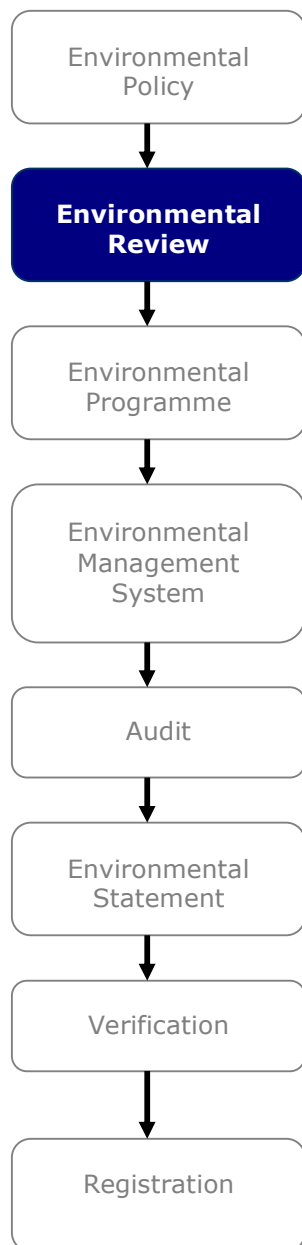 Environmental
Policy
Environmental
Review
Environmental
Programme
Environmental
Management
System
Audit
Environmental
Statement
Verification
Registration